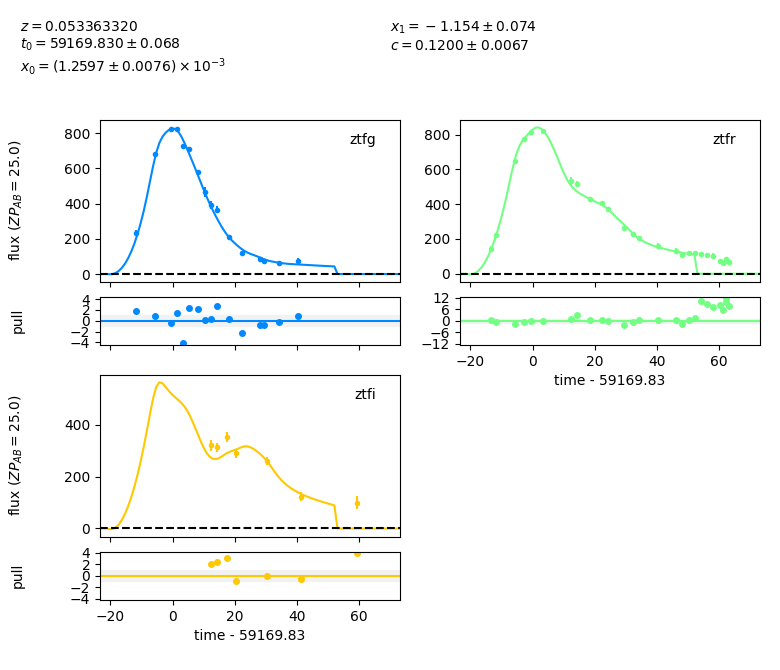 z = 0.053363320
t₀ = 59169.830 ± 0.068
x₀ = (1.2597 ± 0.0076) × 10⁻³
x₁ = −1.154 ± 0.074
c = 0.1200 ± 0.0067
flux (ZP_AB = 25.0)
800
600
400
200
0
ztfg
pull
4
2
0
−2
−4
800
600
400
200
0
ztfr
12
6
0
−6
−12
−20 0 20 40 60
time - 59169.83
flux (ZP_AB = 25.0)
400
200
0
ztfi
pull
4
2
0
−2
−4
−20 0 20 40 60
time - 59169.83